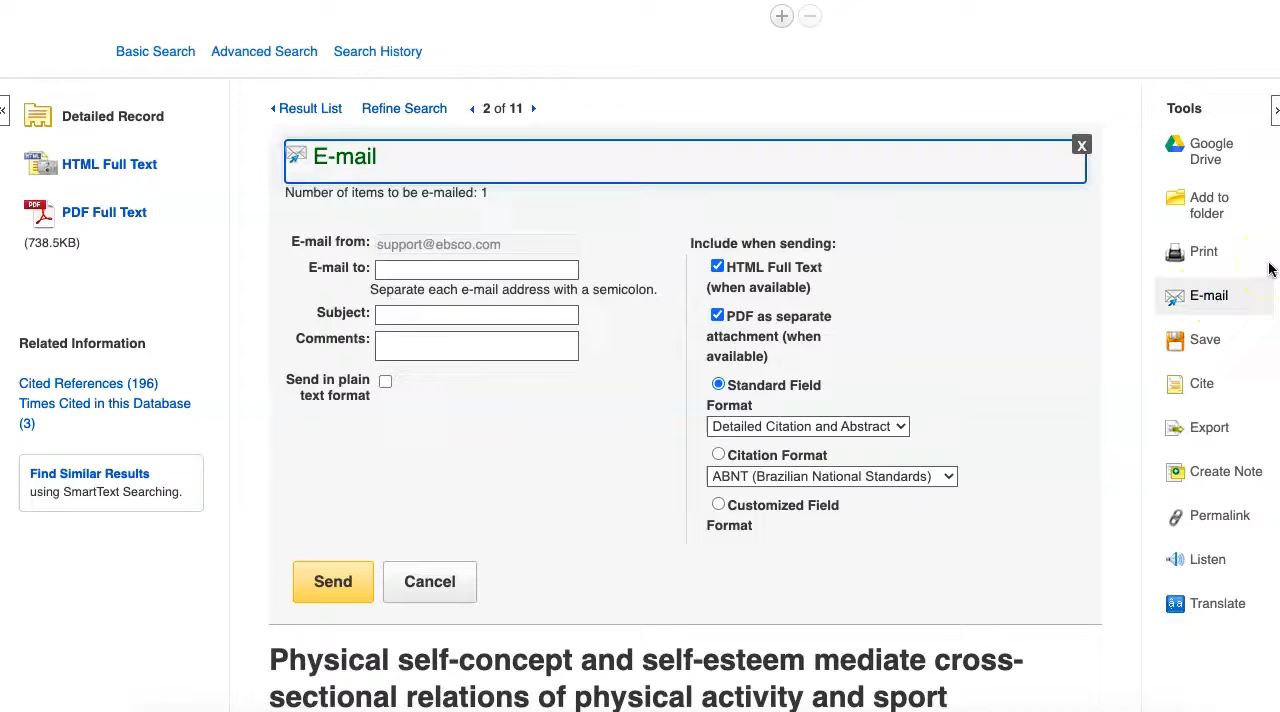 Basic Search Advanced Search Search History
Detailed Record
HTML Full Text
PDF Full Text
(738.5KB)
Related Information
Cited References (196)
Times Cited in this Database
(3)
Find Similar Results
using SmartText Searching.
Result List Refine Search 2 of 11
E-mail
X
Number of items to be e-mailed: 1
E-mail from: support@ebsco.com
E-mail to:
Separate each e-mail address with a semicolon.
Subject:
Comments:
Send in plain
text format
Include when sending:
HTML Full Text
(when available)
PDF as separate
attachment (when
available)
Standard Field
Format
Detailed Citation and Abstract
Citation Format
ABNT (Brazilian National Standards)
Customized Field
Format
Send Cancel
Physical self-concept and self-esteem mediate cross-
sectional relations of physical activity and sport
Tools
Google
Drive
Add to
folder
Print
E-mail
Save
Cite
Export
Create Note
Permalink
Listen
Translate